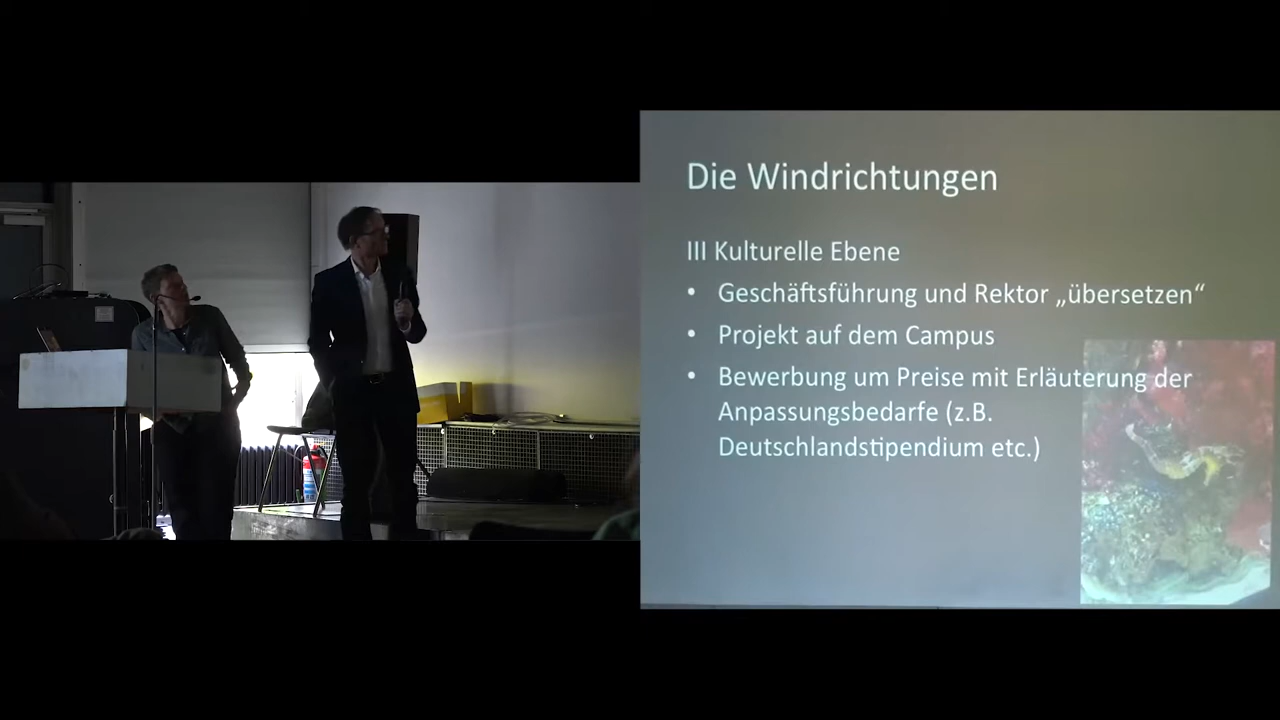 Die Windrichtungen
III Kulturelle Ebene
• Geschäftsführung und Rektor „übersetzen“
• Projekt auf dem Campus
• Bewerbung um Preise mit Erläuterung der
Anpassungsbedarfe (z.B.
Deutschlandstipendium etc.)